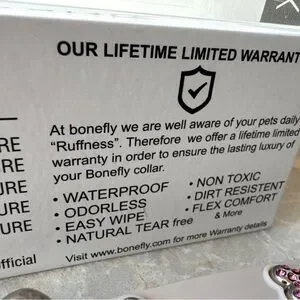 OUR LIFETIME LIMITED WARRANT
At bonefly we are well aware of your pets daily
"Ruffness". Therefore we offer a lifetime limited
warranty in order to ensure the lasting luxury of
your Bonefly collar.
• WATERPROOF
• ODORLESS
• EASY WIPE
• NATURAL TEAR free
• NON TOXIC
• DIRT RESISTENT
• FLEX COMFORT
& More
Visit www.bonefly.com for more Warranty details
RE
URE
URE
URE
URE
official